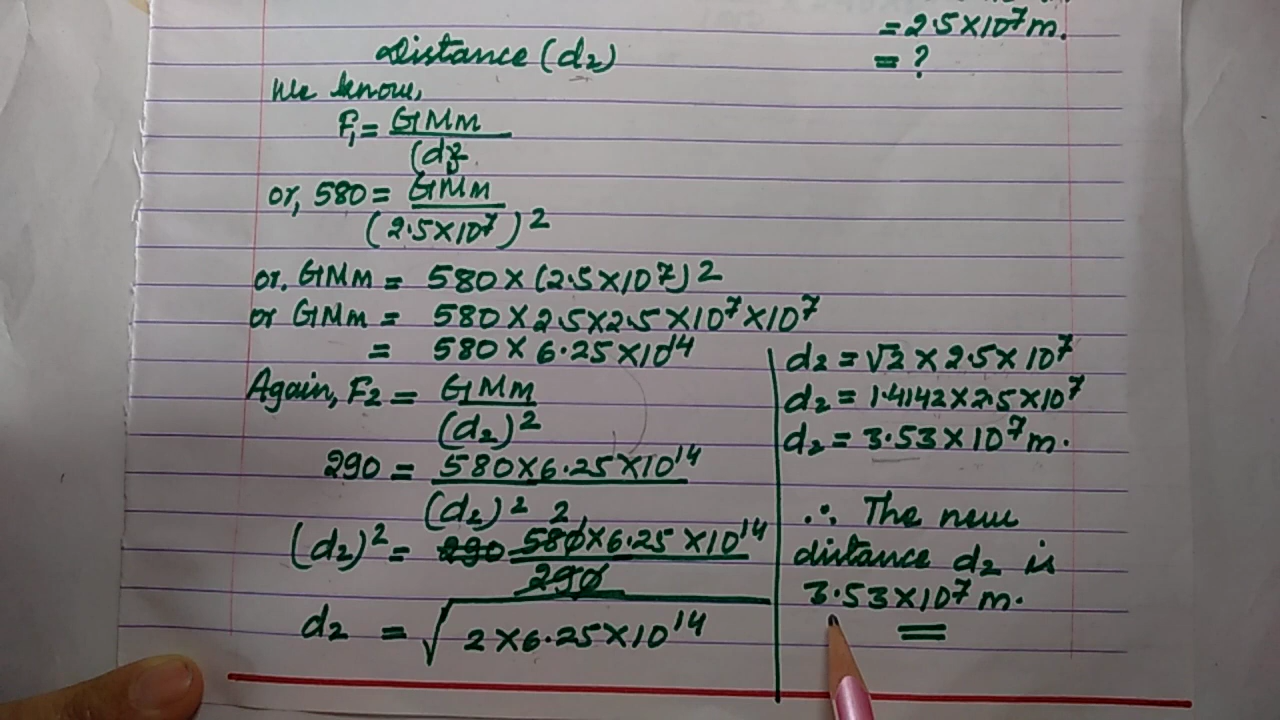 = 2.5×10⁷m.
= ?
Distance (d₂)
We know,
F₁ = GMm
(d)²
or, 580 = GMm
(2.5×10⁷)²
or. GMm = 580×(2.5×10⁷)²
or GMm = 580×2.5×2.5×10⁷×10⁷
= 580×6.25×10¹⁴
Again, F₂ = GMm
(d₂)²
290 = 580×6.25×10¹⁴
(d₂)²
2
(d₂)² = 290 580×6.25×10¹⁴
290
d₂ = √2×6.25×10¹⁴
d₂ = √2×2.5×10⁷
d₂ = 1.4142×2.5×10⁷
d₂ = 3.53×10⁷m.
∴ The new
distance d₂ is
3.53×10⁷m.